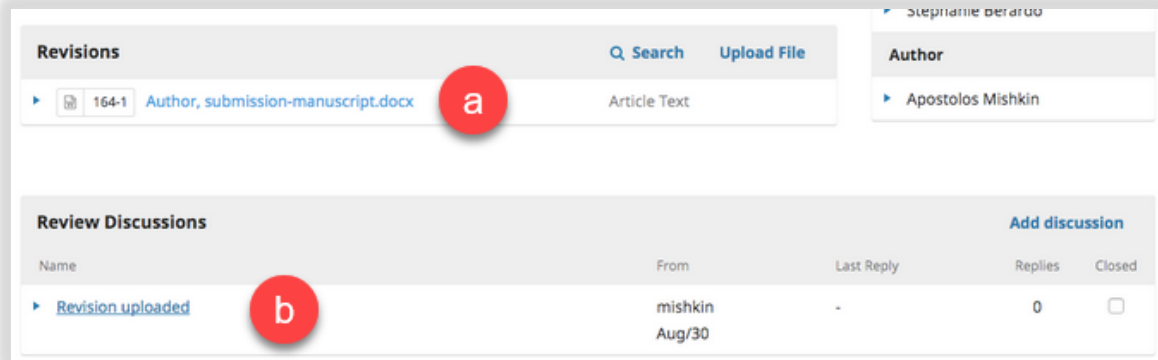 Stephanie Berardo
Revisions Search Upload File
Author
164-1 Author, submission-manuscript.docx a Article Text
Apostolos Mishkin
Review Discussions Add discussion
Name From Last Reply Replies Closed
Revision uploaded b mishkin - 0
Aug/30